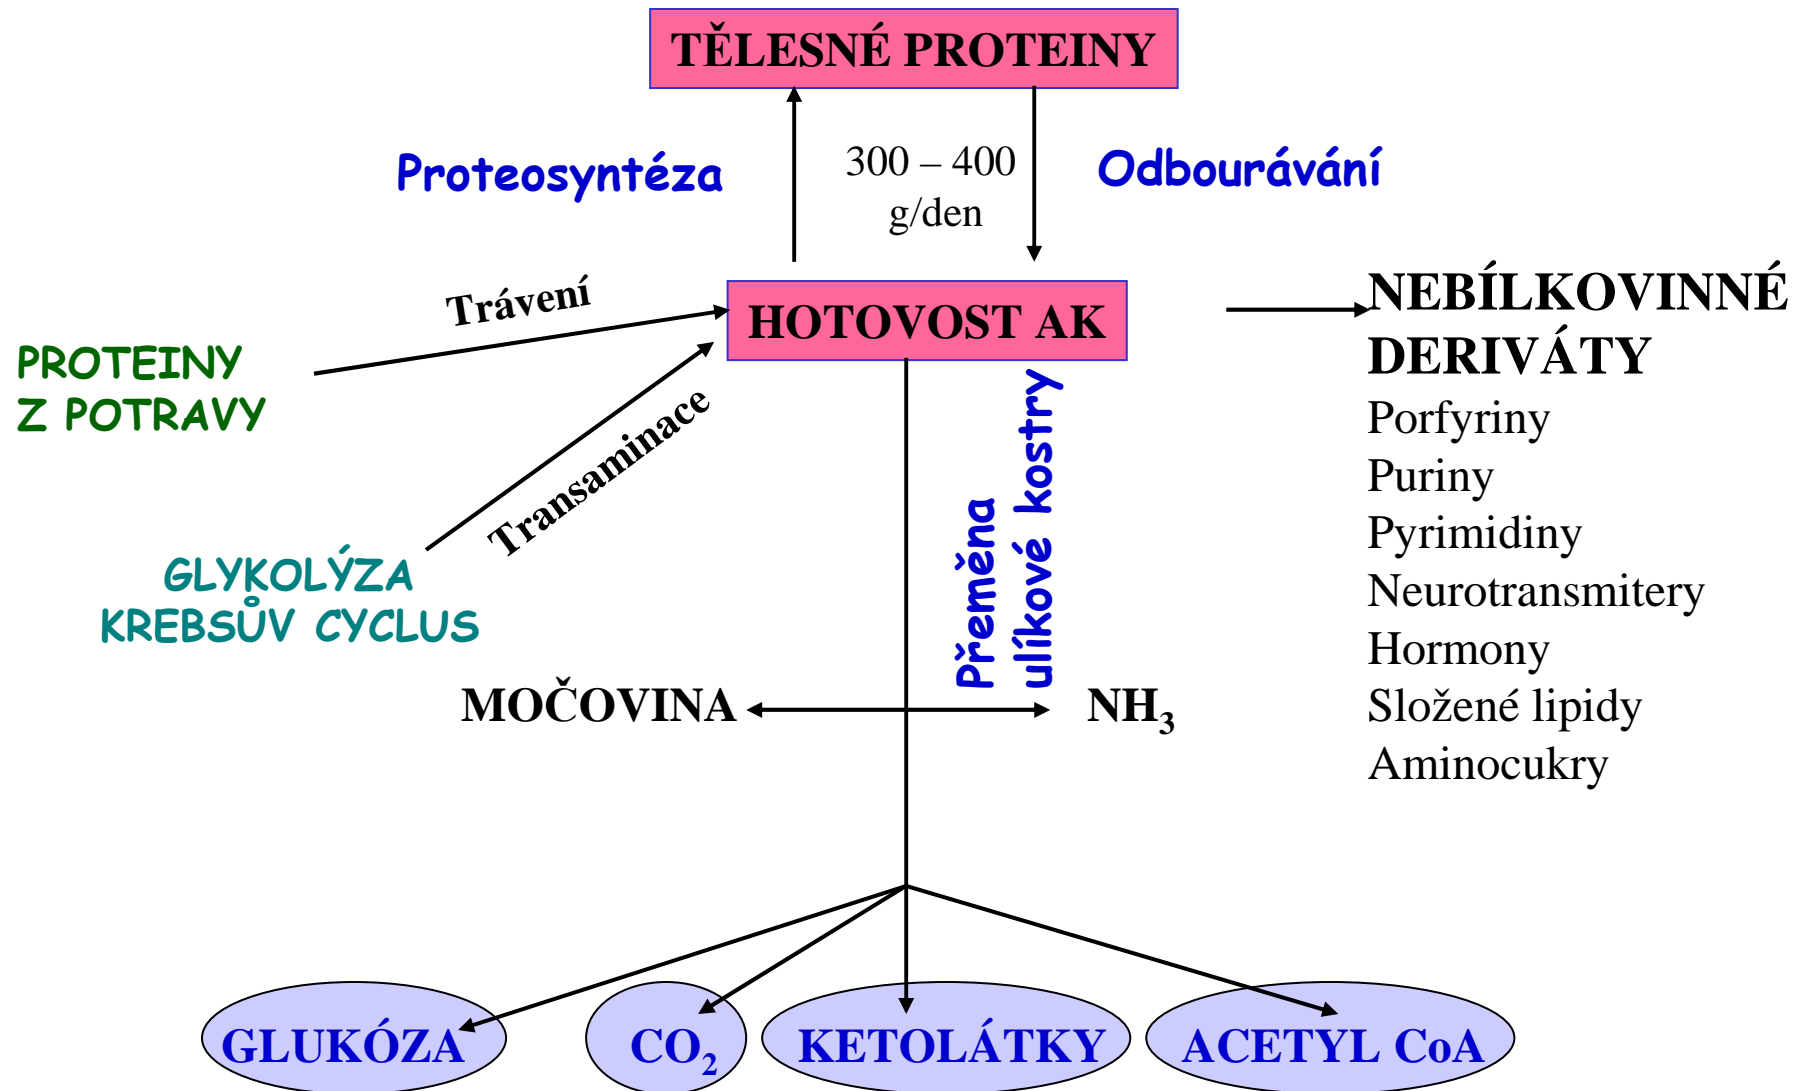 TĚLESNÉ PROTEINY
Proteosyntéza
300 – 400
g/den
Odbourávání
Trávení
HOTOVOST AK
NEBÍLKOVINNÉ
DERIVÁTY
Porfyriny
Puriny
Pyrimidiny
Neurotransmitery
Hormony
Složené lipidy
Aminocukry
PROTEINY
Z POTRAVY
Transaminace
GLYKOLÝZA
KREBSŮV CYCLUS
Přeměna
ulíkové kostry
MOČOVINA
NH₃
GLUKÓZA
CO₂
KETOLÁTKY
ACETYL CoA